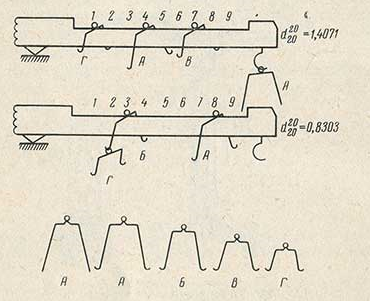 1 2 3 4 5 6 7 8 9
d²⁰₂₀=1,4071
Г А В А
1 2 3 4 5 6 7 8 9
d²⁰₂₀=0,8303
Г Б А
А А Б В Г